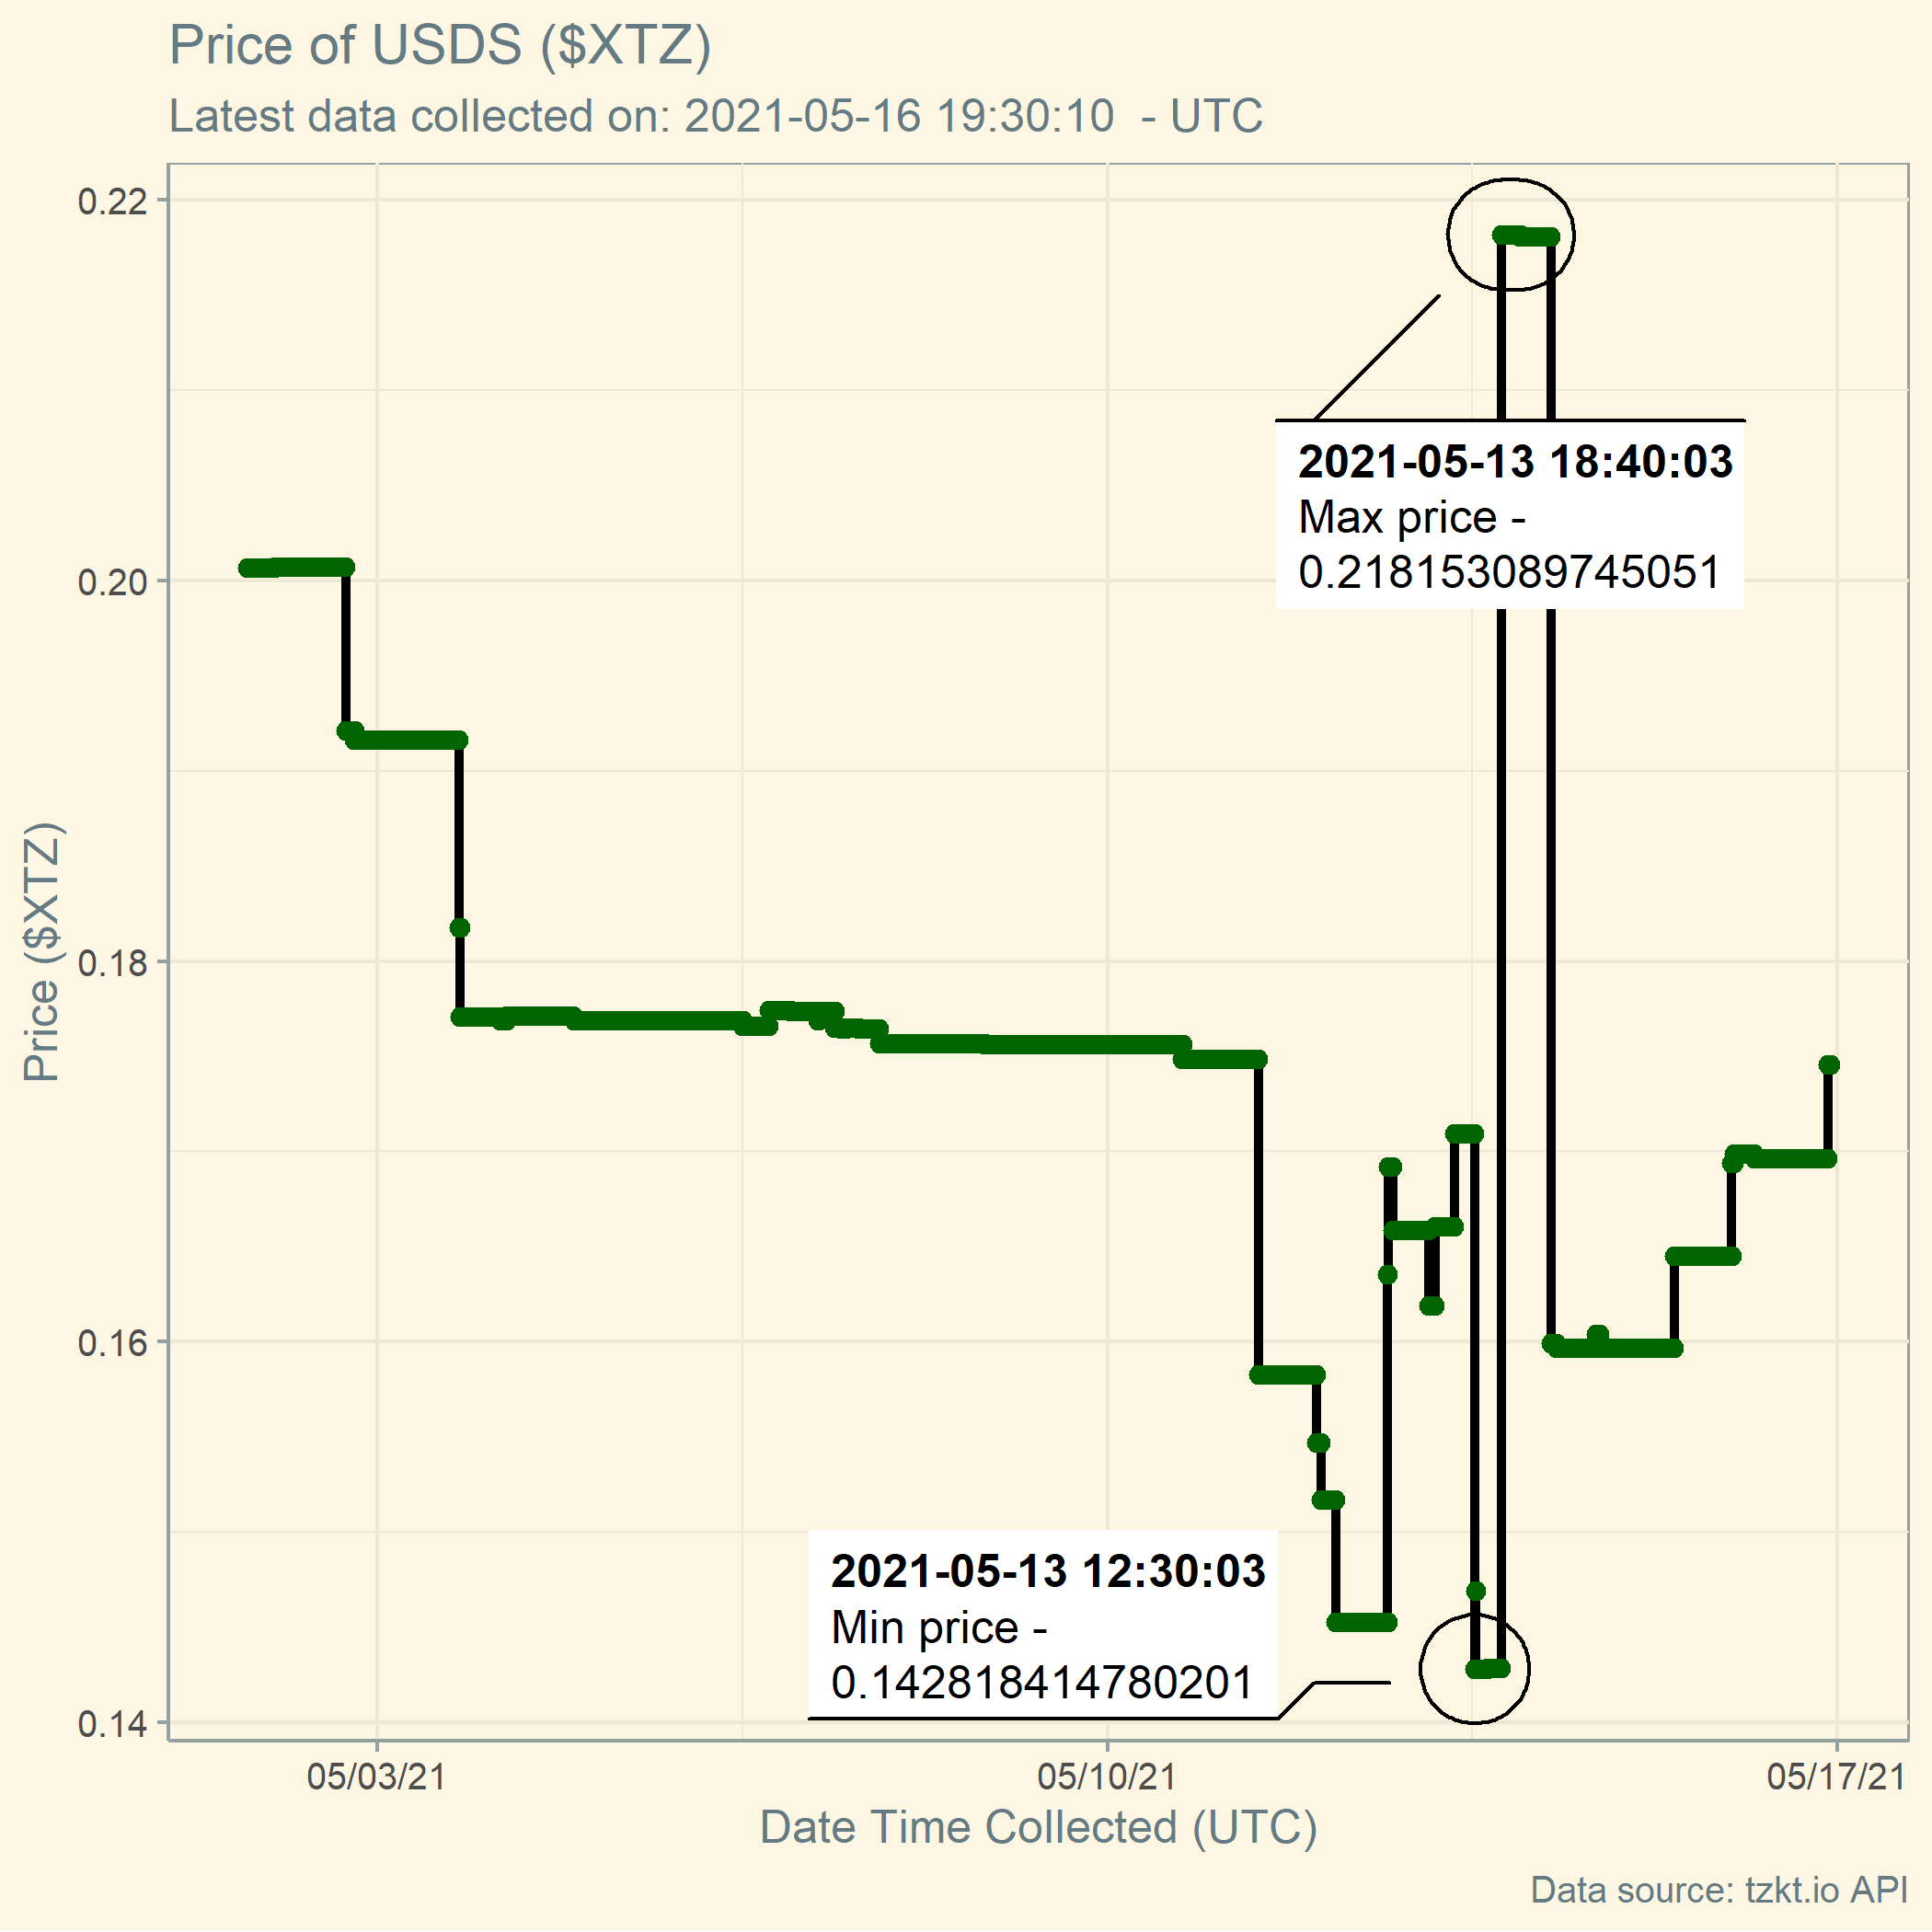 Price of USDS ($XTZ)
Latest data collected on: 2021-05-16 19:30:10  - UTC
0.22
0.20
0.18
0.16
0.14
Price ($XTZ)
2021-05-13 18:40:03
Max price -
0.218153089745051
2021-05-13 12:30:03
Min price -
0.142818414780201
05/03/21
05/10/21
05/17/21
Date Time Collected (UTC)
Data source: tzkt.io API